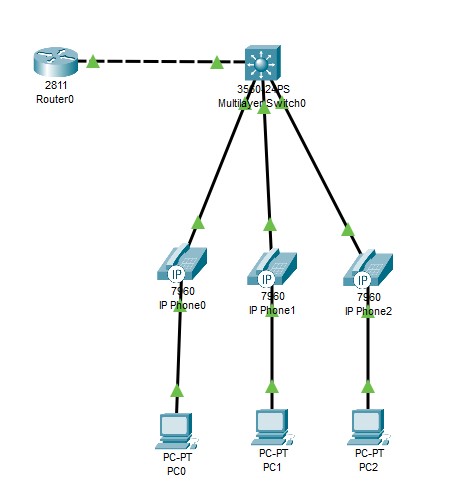 2811
Router0
3560-24PS
Multilayer Switch0
IP
7960
IP Phone0
IP
7960
IP Phone1
IP
7960
IP Phone2
PC-PT
PC0
PC-PT
PC1
PC-PT
PC2